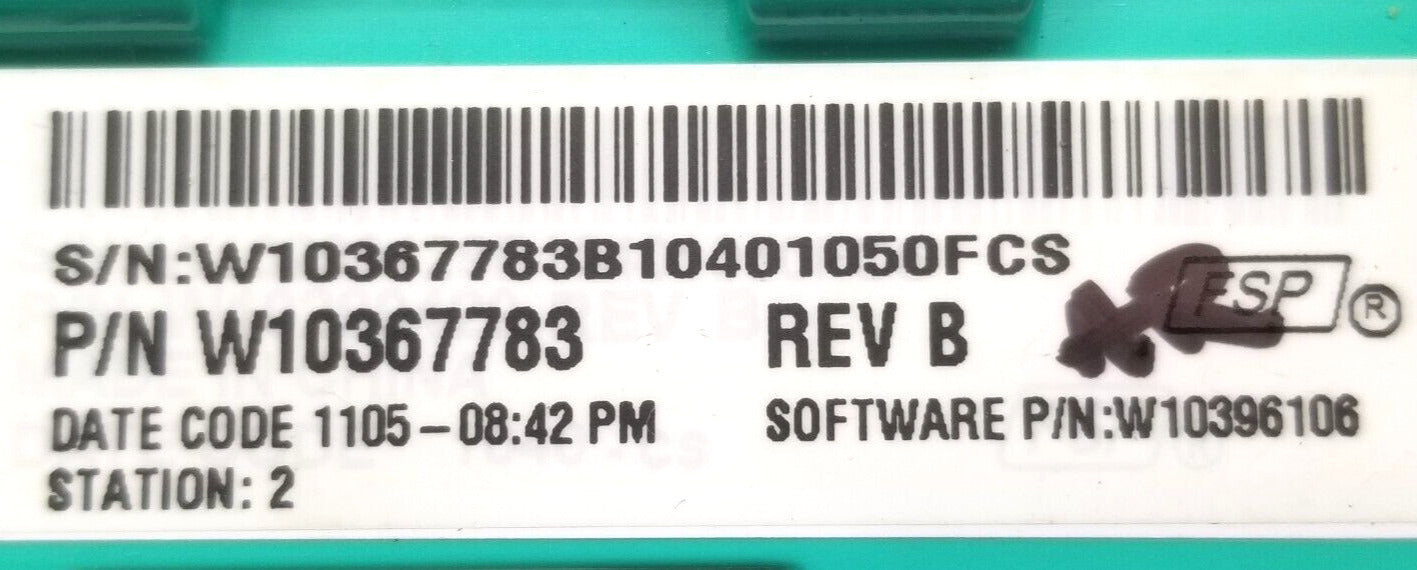 S/N:W10367783B10401050FCS
P/N W10367783 REV B FSP ®
DATE CODE 1105-08:42 PM SOFTWARE P/N:W10396106
STATION: 2